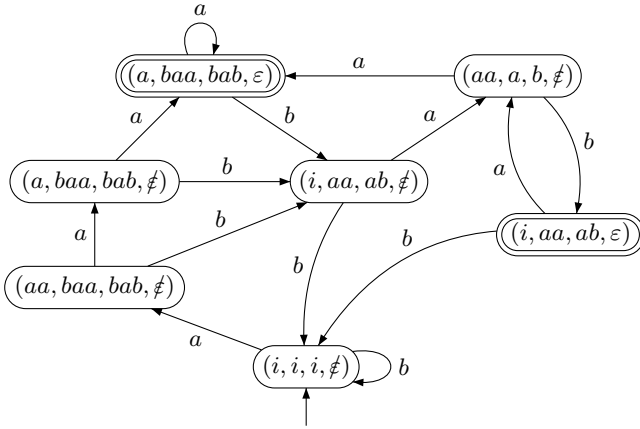 a
(a, baa, bab, ε)
a
(aa, a, b, ε̸)
a
b
a
b
(a, baa, bab, ε̸)
b
(i, aa, ab, ε̸)
a
(i, aa, ab, ε)
a
b
b
b
(aa, baa, bab, ε̸)
a
(i, i, i, ε̸)
b